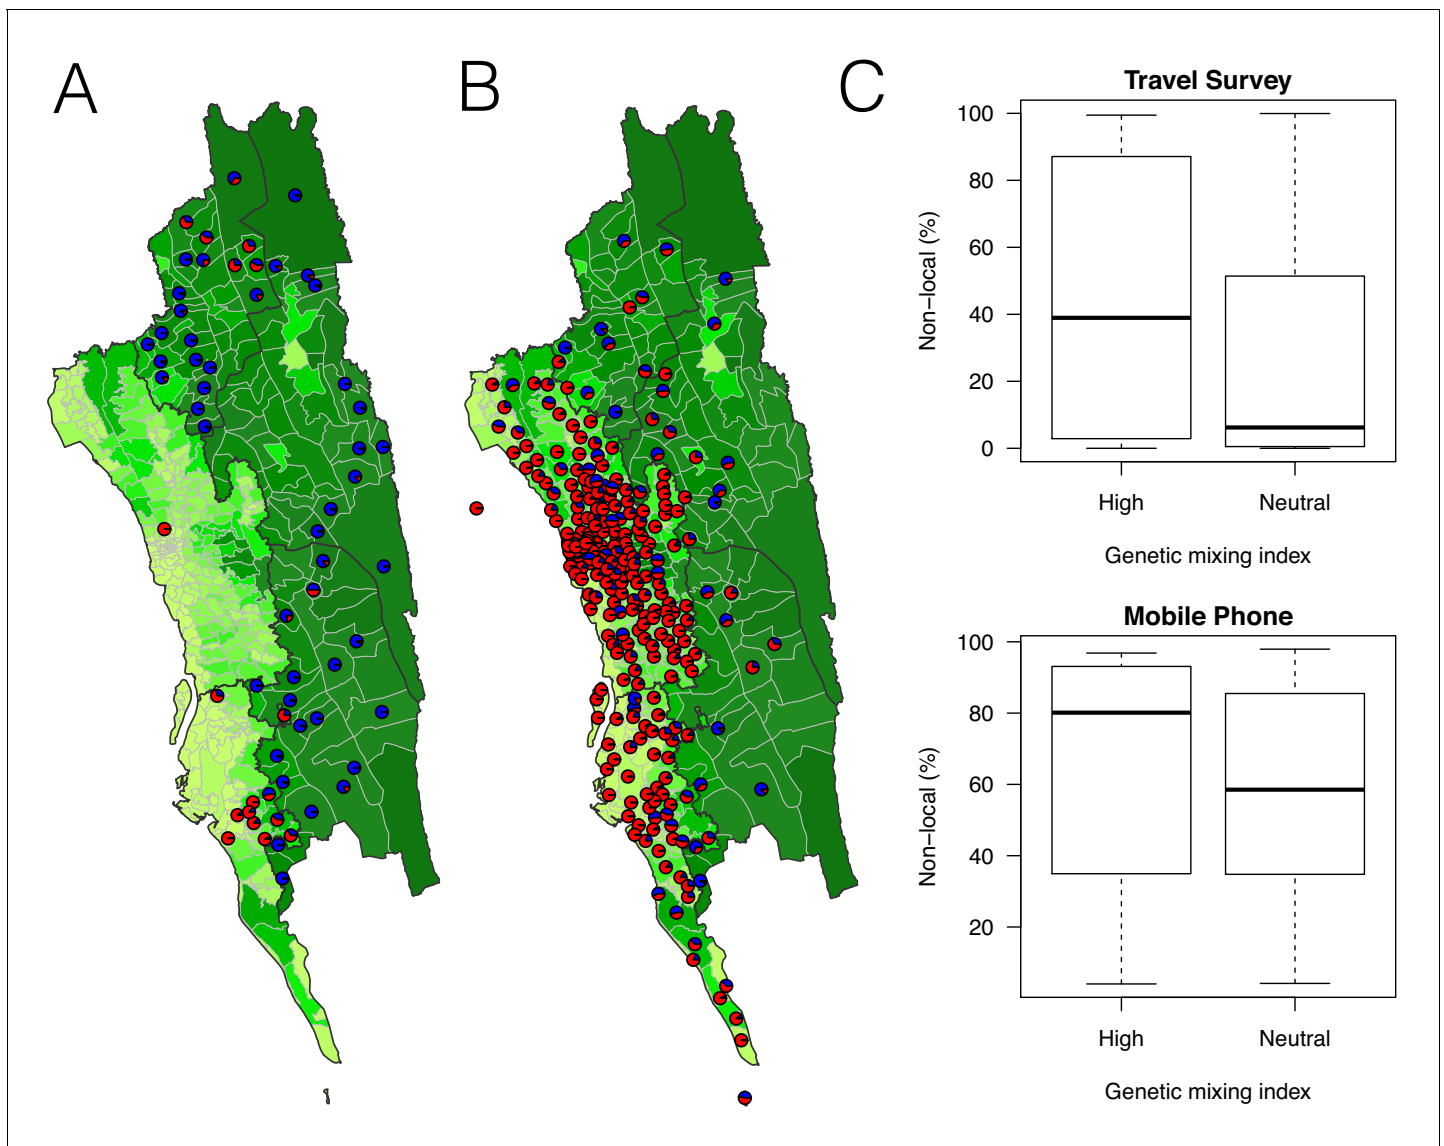 A
B
C
Travel Survey
Non−local (%)
100
80
60
40
20
0
High
Neutral
Genetic mixing index
Mobile Phone
Non−local (%)
100
80
60
40
20
High
Neutral
Genetic mixing index